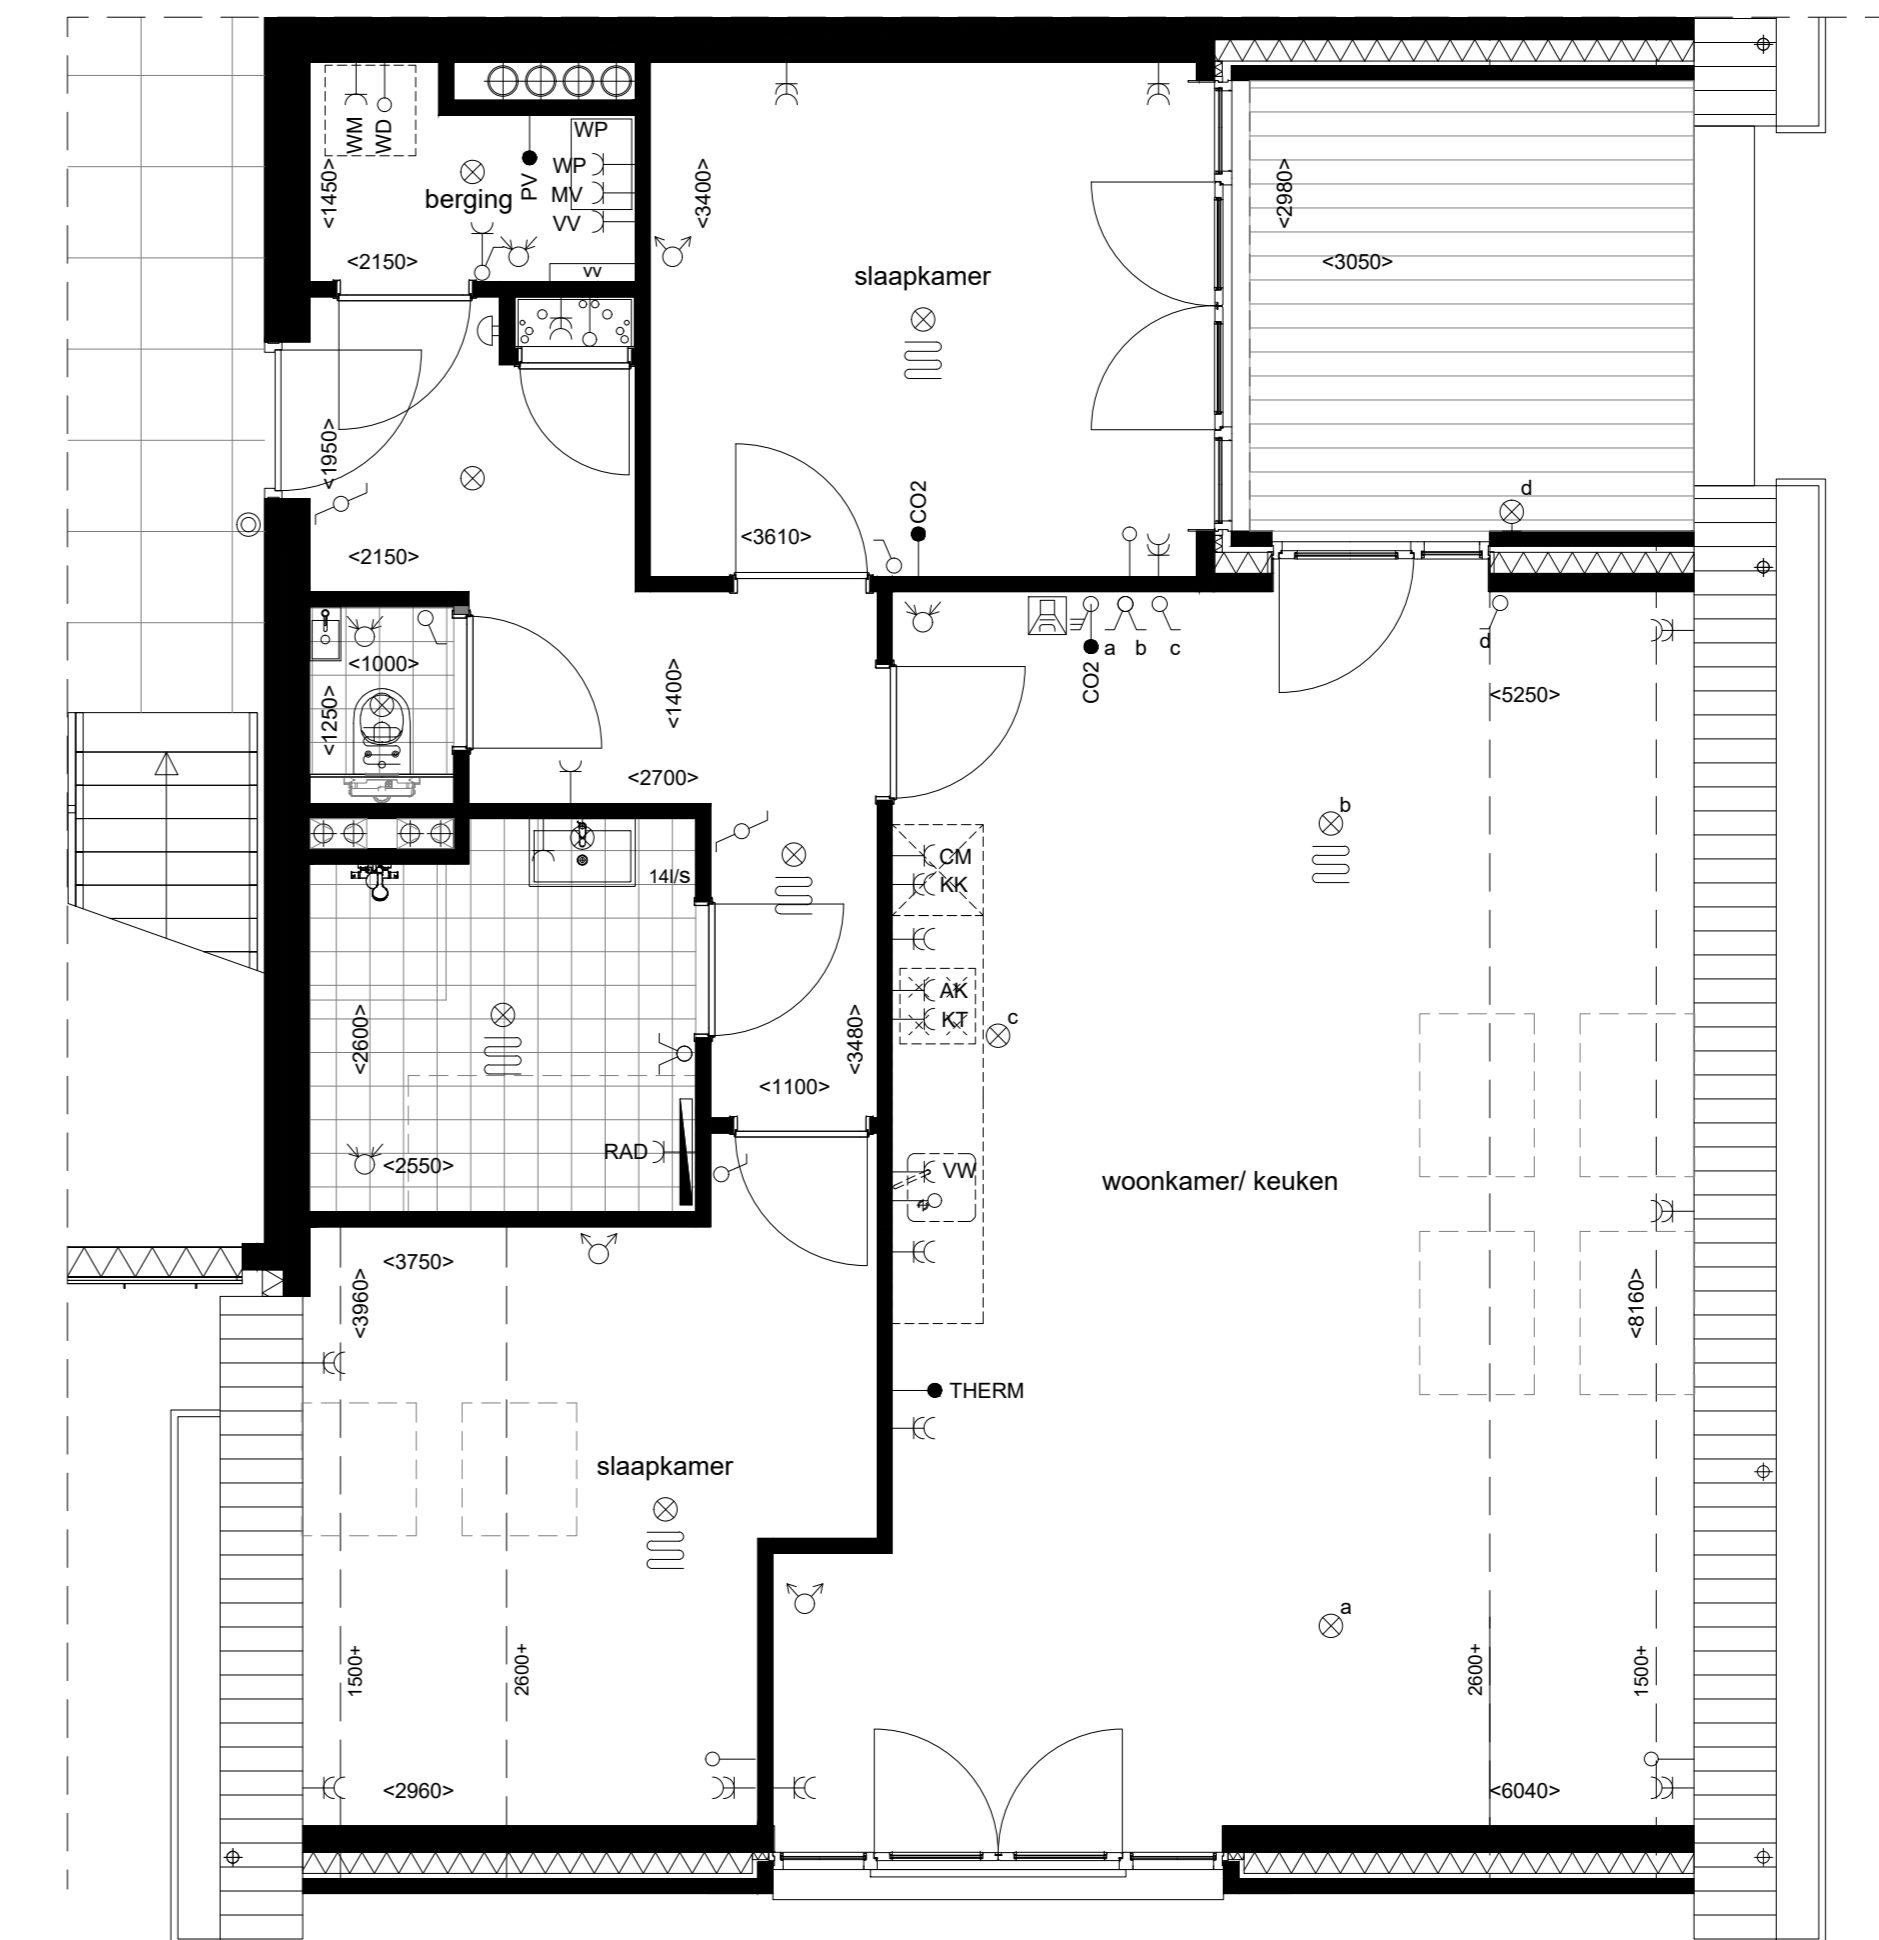 WM
WD
<1450>
berging
PV
WP
WP
MV
VV
vv
<2150>
<3400>
slaapkamer
<2980>
<3050>
<1950>
<2150>
<3610>
CO2
d
<1000>
<1250>
<1400>
<2700>
CO2
a
b
c
d
<5250>
14l/s
CM
KK
b
AK
KT
c
<2600>
<3480>
<1100>
RAD
<2550>
VW
woonkamer/ keuken
<3750>
<3960>
<8160>
THERM
slaapkamer
a
1500+
2600+
2600+
1500+
<2960>
<6040>